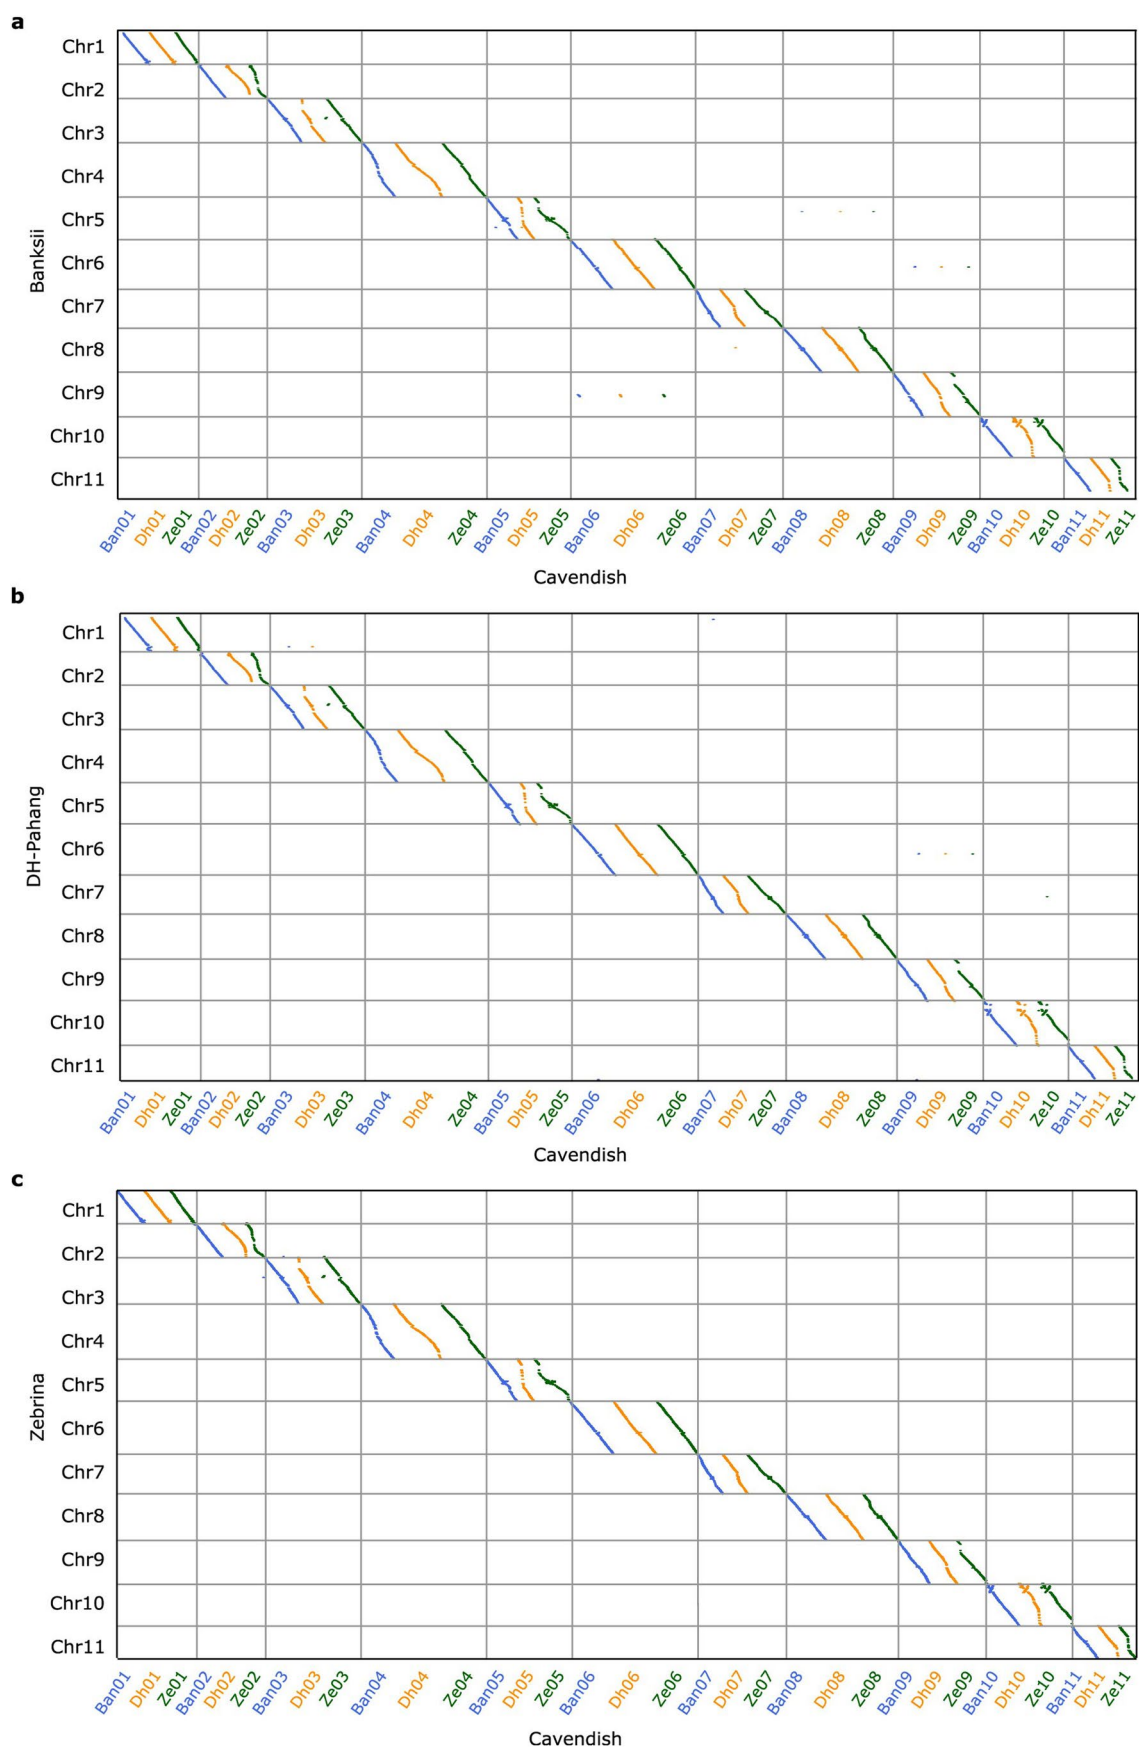 a
Chr1
Chr2
Chr3
Chr4
Chr5
Chr6
Chr7
Chr8
Chr9
Chr10
Chr11
Banksii
Ban01 Dh01 Ze01 Ban02 Dh02 Ze02 Ban03 Dh03 Ze03 Ban04 Dh04 Ze04 Ban05 Dh05 Ze05 Ban06 Dh06 Ze06 Ban07 Dh07 Ze07 Ban08 Dh08 Ze08 Ban09 Dh09 Ze09 Ban10 Dh10 Ze10 Ban11 Dh11 Ze11
Cavendish
b
Chr1
Chr2
Chr3
Chr4
Chr5
Chr6
Chr7
Chr8
Chr9
Chr10
Chr11
DH-Pahang
Ban01 Dh01 Ze01 Ban02 Dh02 Ze02 Ban03 Dh03 Ze03 Ban04 Dh04 Ze04 Ban05 Dh05 Ze05 Ban06 Dh06 Ze06 Ban07 Dh07 Ze07 Ban08 Dh08 Ze08 Ban09 Dh09 Ze09 Ban10 Dh10 Ze10 Ban11 Dh11 Ze11
Cavendish
c
Chr1
Chr2
Chr3
Chr4
Chr5
Chr6
Chr7
Chr8
Chr9
Chr10
Chr11
Zebrina
Ban01 Dh01 Ze01 Ban02 Dh02 Ze02 Ban03 Dh03 Ze03 Ban04 Dh04 Ze04 Ban05 Dh05 Ze05 Ban06 Dh06 Ze06 Ban07 Dh07 Ze07 Ban08 Dh08 Ze08 Ban09 Dh09 Ze09 Ban10 Dh10 Ze10 Ban11 Dh11 Ze11
Cavendish